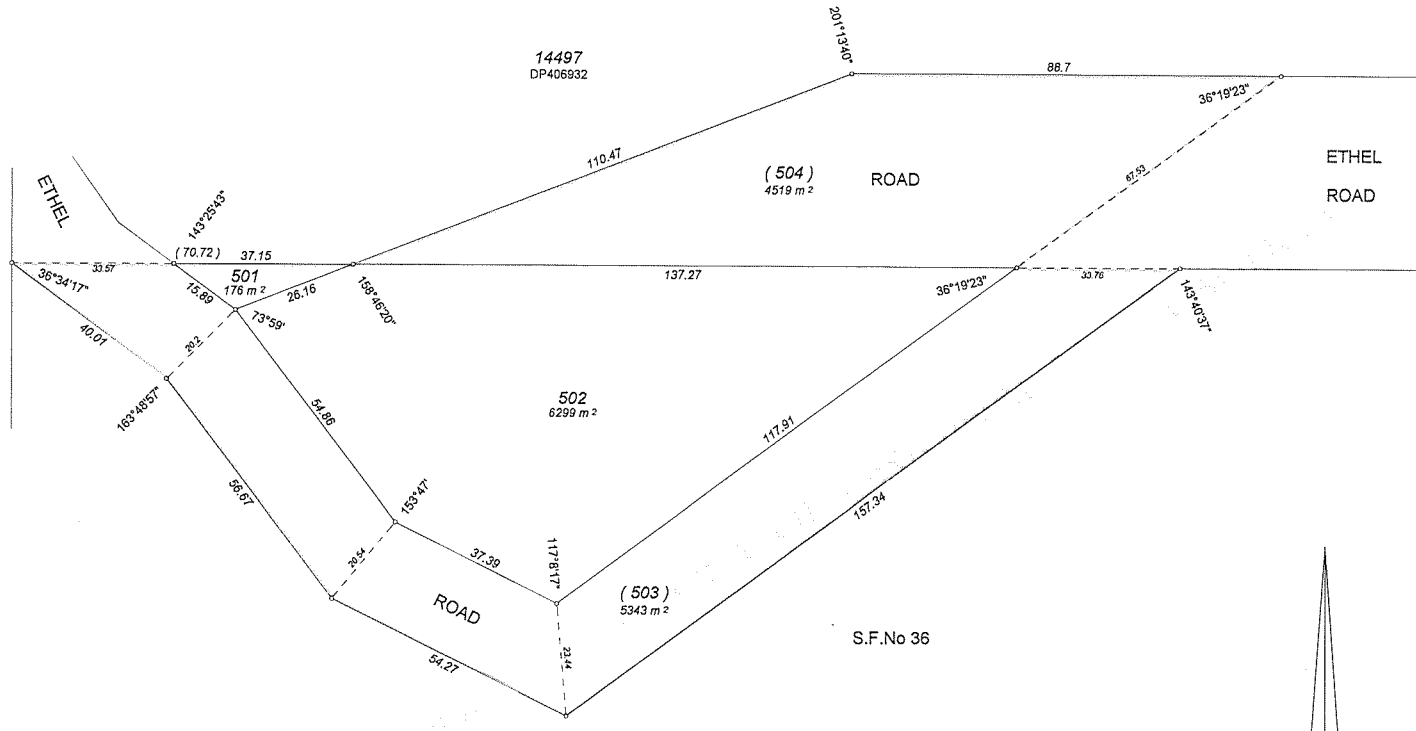 201°13'40"
14497
DP406932
88.7
36°19'23"
ETHEL
110.47
67.53
( 504 )
4519 m²
ROAD
ETHEL
ROAD
143°25'43"
( 70.72 )
37.15
33.57
501
176 m²
137.27
33.76
36°34'17"
15.89
26.16
158°46'20"
36°19'23"
143°40'37"
73°59'
40.01
20.2
163°48'57"
54.86
502
6299 m²
117.91
56.67
153°47'
157.34
20.54
37.39
117°8'17"
( 503 )
5343 m²
ROAD
23.44
S.F.No 36
54.27